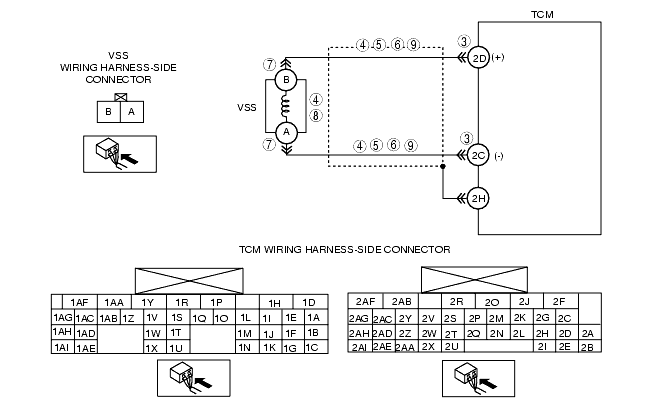 TCM
VSS
WIRING HARNESS-SIDE
CONNECTOR
B A
4 5 6 9
3
2D (+)
7
B
VSS
4
8
A
7
4 5 6 9
3
2C (-)
2H
TCM WIRING HARNESS-SIDE CONNECTOR
1AF 1AA 1Y 1R 1P 1H 1D
1AG 1AC 1AB 1Z 1V 1S 1Q 1O 1L 1I 1E 1A
1AH 1AD 1W 1T 1M 1J 1F 1B
1AI 1AE 1X 1U 1N 1K 1G 1C
2AF 2AB 2R 2O 2J 2F
2AG 2AC 2Y 2V 2S 2P 2M 2K 2G 2C
2AH 2AD 2Z 2W 2T 2Q 2N 2L 2H 2D 2A
2AI 2AE 2AA 2X 2U 2I 2E 2B